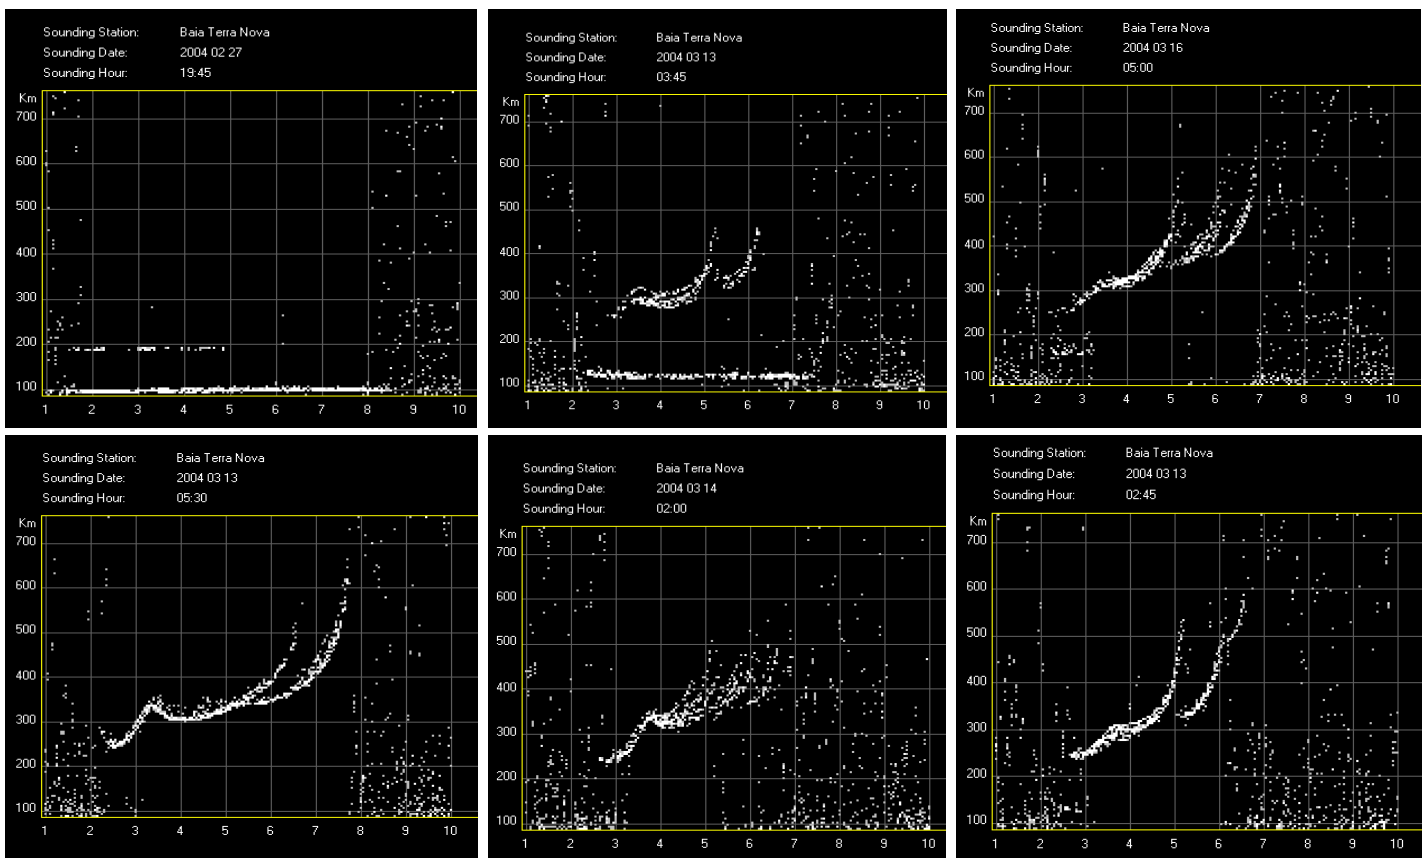 Sounding Station: Baia Terra Nova
Sounding Date: 2004 02 27
Sounding Hour: 19:45
Km
700
600
500
400
300
200
100
1 2 3 4 5 6 7 8 9 10
Sounding Station: Baia Terra Nova
Sounding Date: 2004 03 13
Sounding Hour: 03:45
Km
700
600
500
400
300
200
100
1 2 3 4 5 6 7 8 9 10
Sounding Station: Baia Terra Nova
Sounding Date: 2004 03 16
Sounding Hour: 05:00
Km
700
600
500
400
300
200
100
1 2 3 4 5 6 7 8 9 10
Sounding Station: Baia Terra Nova
Sounding Date: 2004 03 13
Sounding Hour: 05:30
Km
700
600
500
400
300
200
100
1 2 3 4 5 6 7 8 9 10
Sounding Station: Baia Terra Nova
Sounding Date: 2004 03 14
Sounding Hour: 02:00
Km
700
600
500
400
300
200
100
1 2 3 4 5 6 7 8 9 10
Sounding Station: Baia Terra Nova
Sounding Date: 2004 03 13
Sounding Hour: 02:45
Km
700
600
500
400
300
200
100
1 2 3 4 5 6 7 8 9 10